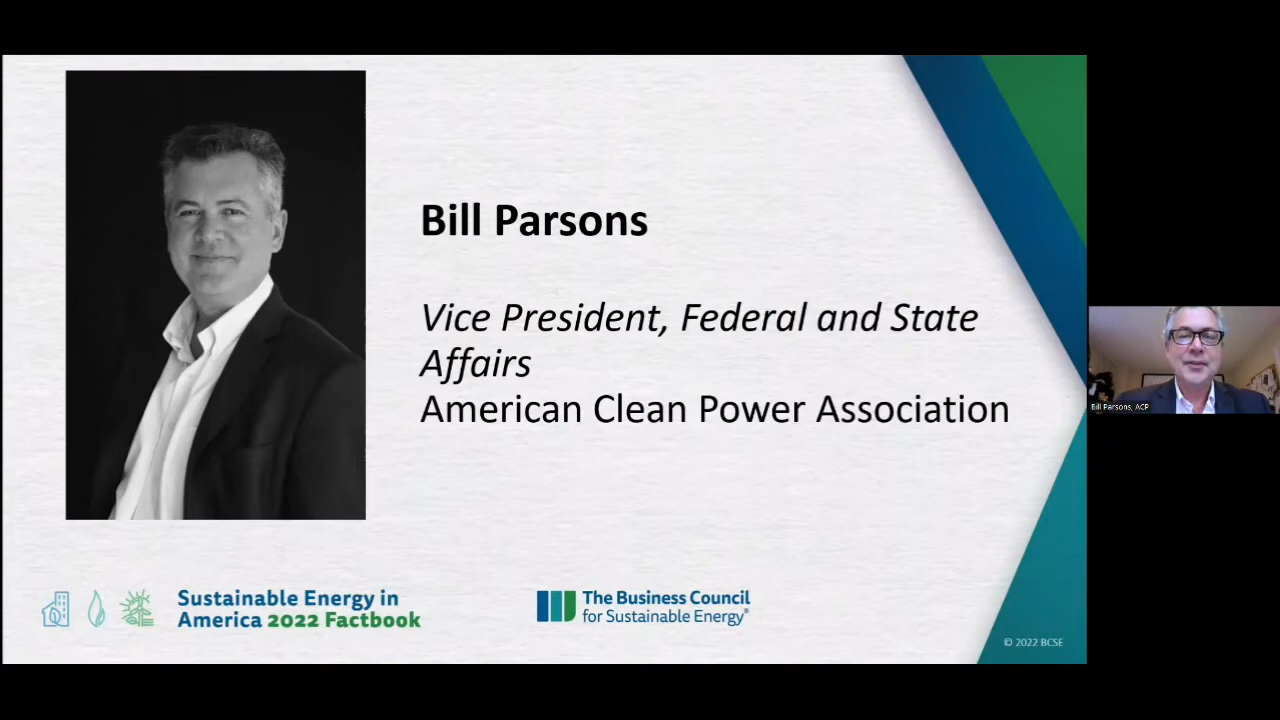 Bill Parsons
Vice President, Federal and State
Affairs
American Clean Power Association
Bill Parsons, ACP
Sustainable Energy in
America 2022 Factbook
The Business Council
for Sustainable Energy®
© 2022 BCSE